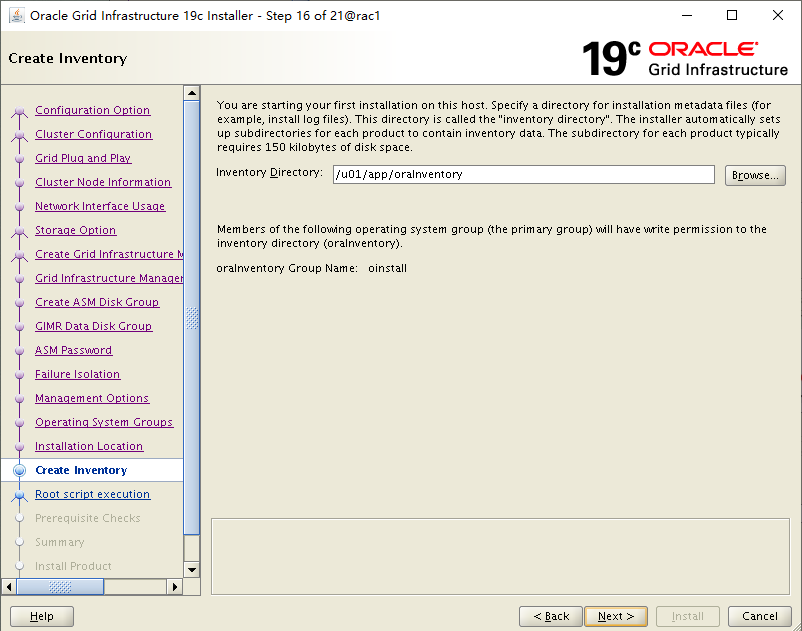 Oracle Grid Infrastructure 19c Installer - Step 16 of 21@rac1
Create Inventory
19c ORACLE
Grid Infrastructure
Configuration Option
Cluster Configuration
Grid Plug and Play
Cluster Node Information
Network Interface Usage
Storage Option
Create Grid Infrastructure M
Grid Infrastructure Manager
Create ASM Disk Group
GIMR Data Disk Group
ASM Password
Failure Isolation
Management Options
Operating System Groups
Installation Location
Create Inventory
Root script execution
Prerequisite Checks
Summary
Install Product
You are starting your first installation on this host. Specify a directory for installation metadata files (for
example, install log files). This directory is called the "inventory directory". The installer automatically sets
up subdirectories for each product to contain inventory data. The subdirectory for each product typically
requires 150 kilobytes of disk space.
Inventory Directory: /u01/app/oraInventory Browse...
Members of the following operating system group (the primary group) will have write permission to the
inventory directory (oraInventory).
oraInventory Group Name: oinstall
Help < Back Next > Install Cancel